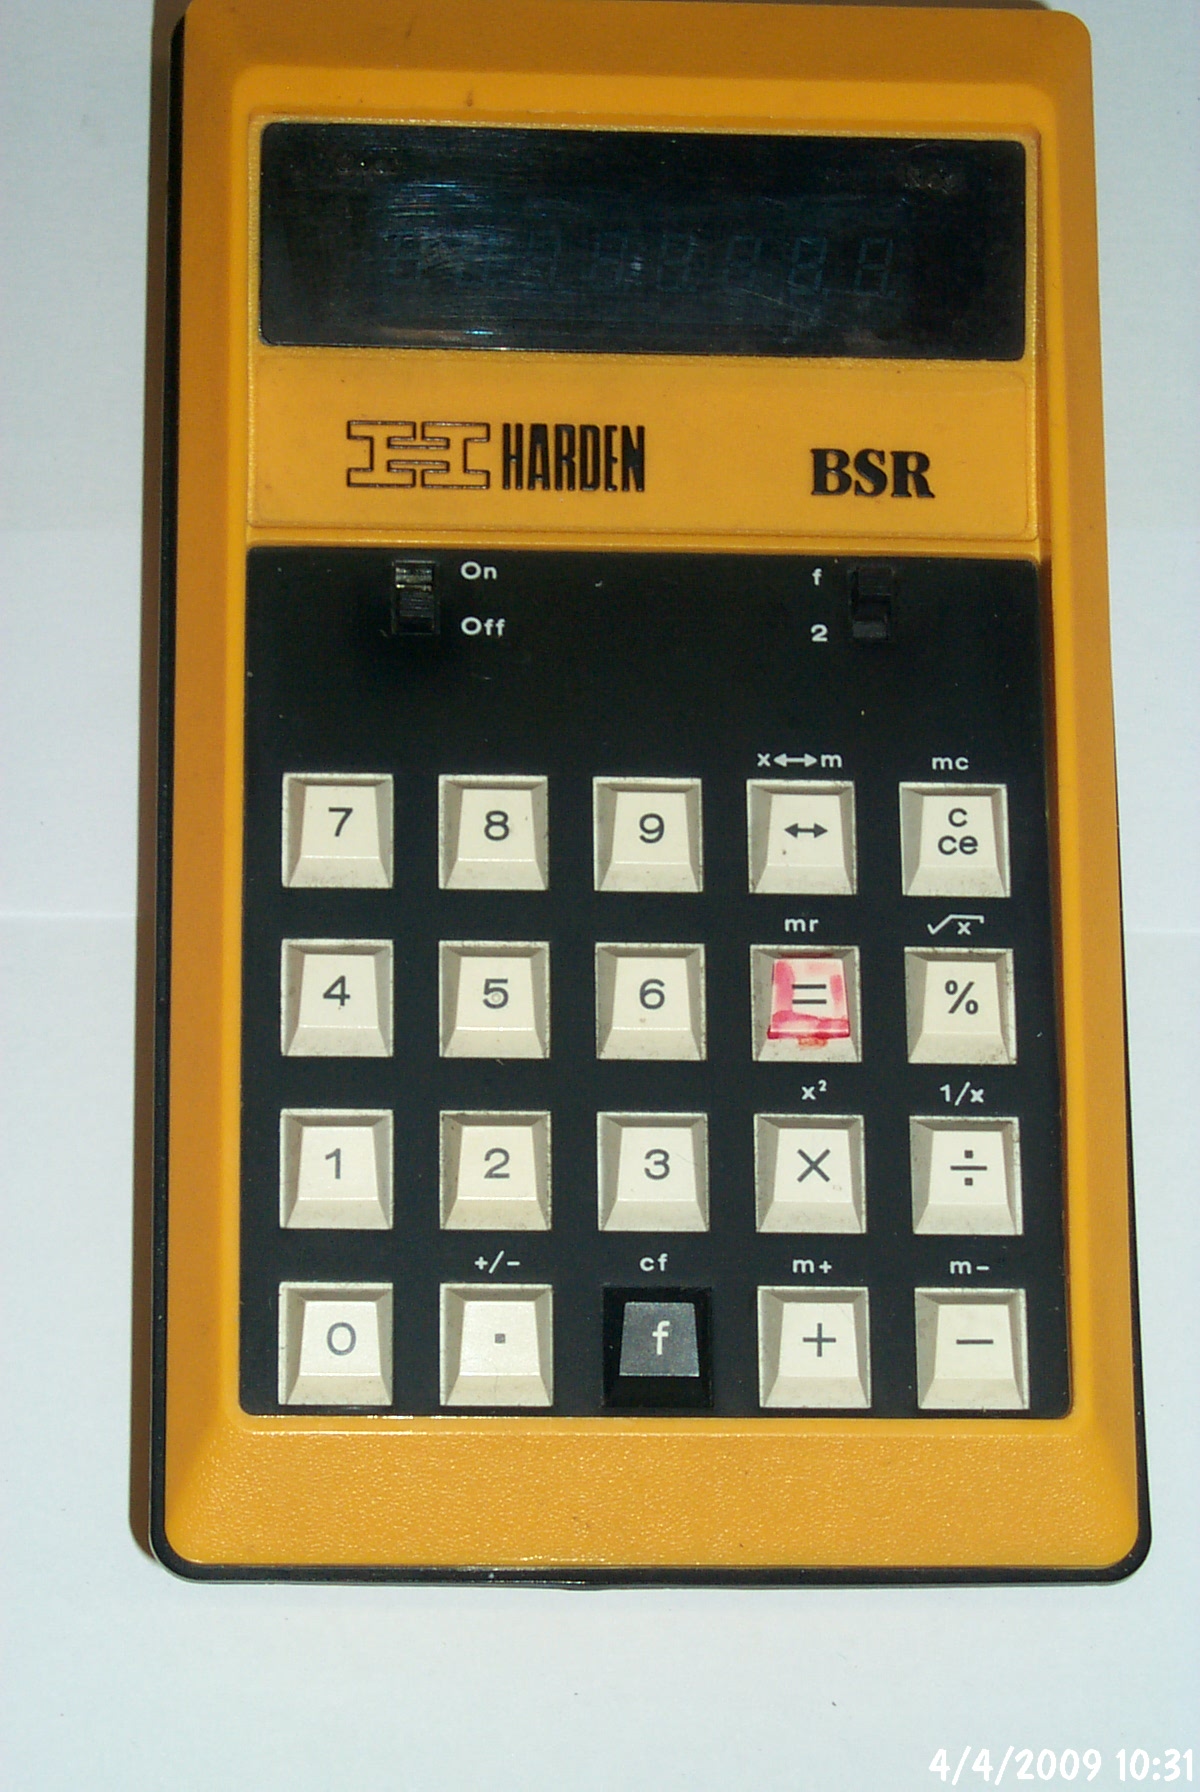 HARDEN BSR
On f
Off 2
x↔m mc
7 8 9 ↔ c
ce
mr √x
4 5 6 = %
x² 1/x
1 2 3 × ÷
+/- cf m+ m-
0 . f + −
4/4/2009 10:31